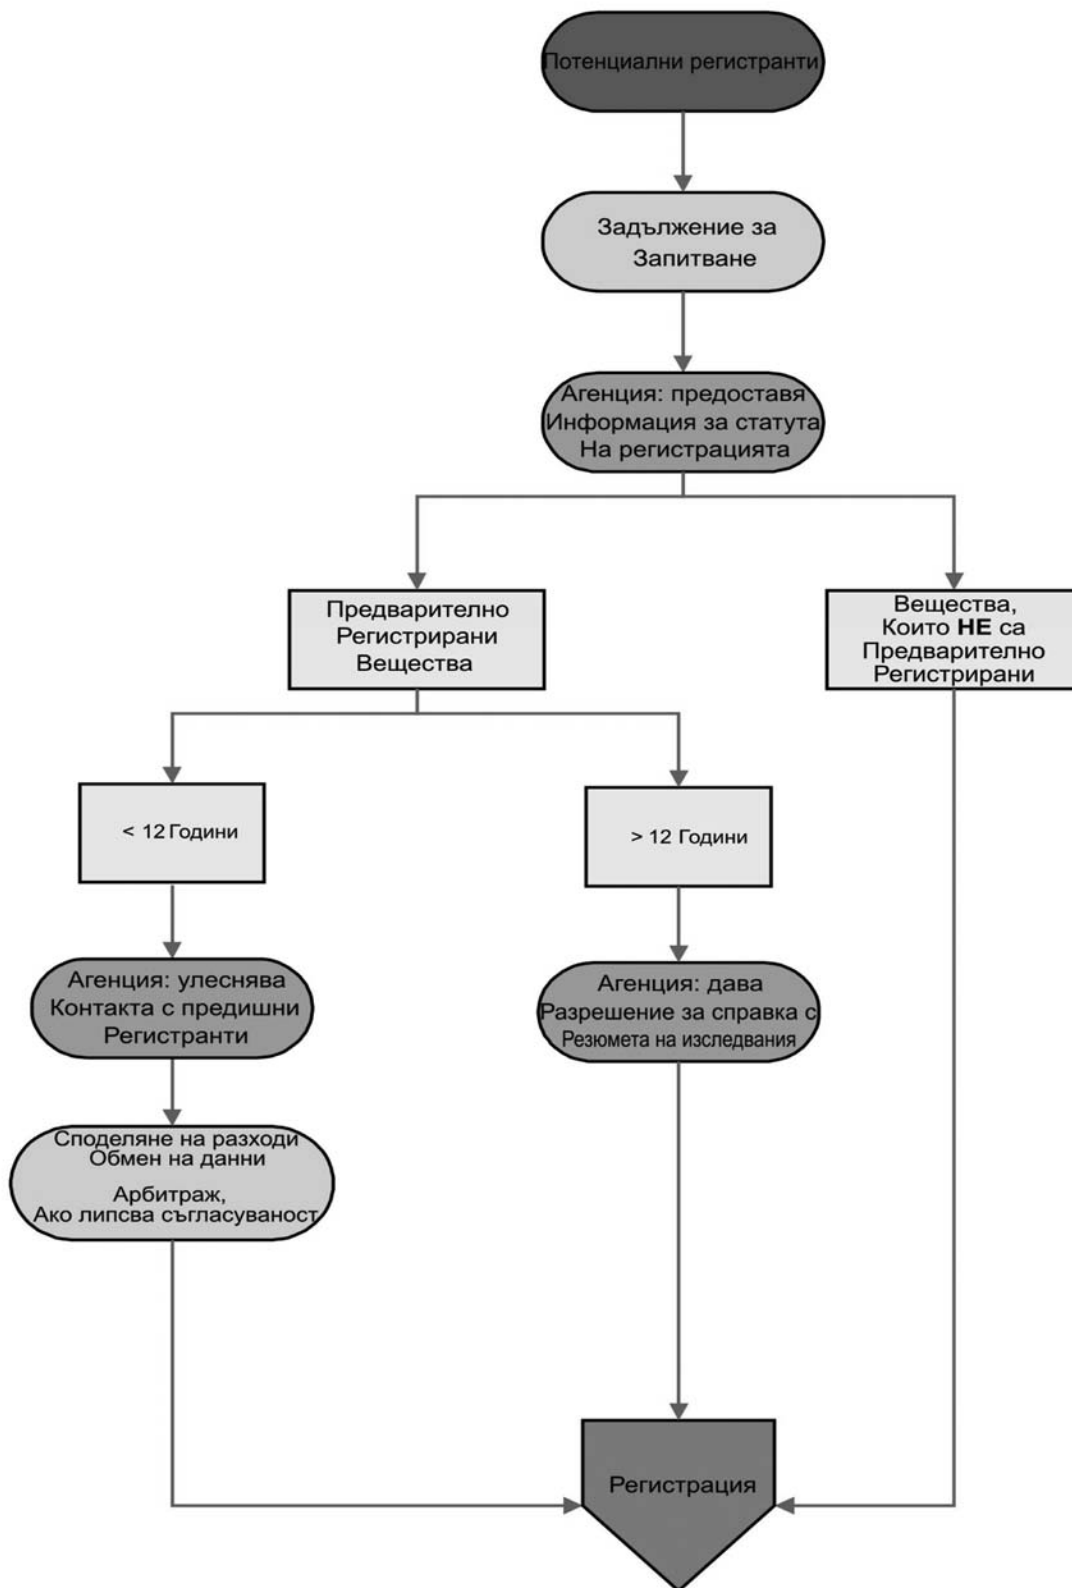 Потенциални регистранти
Задължение за
Запитване
Агенция: предоставя
Информация за статута
На регистрацията
Предварително
Регистрирани
Вещества
Вещества,
Които НЕ са
Предварително
Регистрирани
< 12 Години
> 12 Години
Агенция: улеснява
Контакта с предишни
Регистранти
Агенция: дава
Разрешение за справка с
Резюмета на изследвания
Споделяне на разходи
Обмен на данни
Арбитраж,
Ако липсва съгласуваност
Регистрация